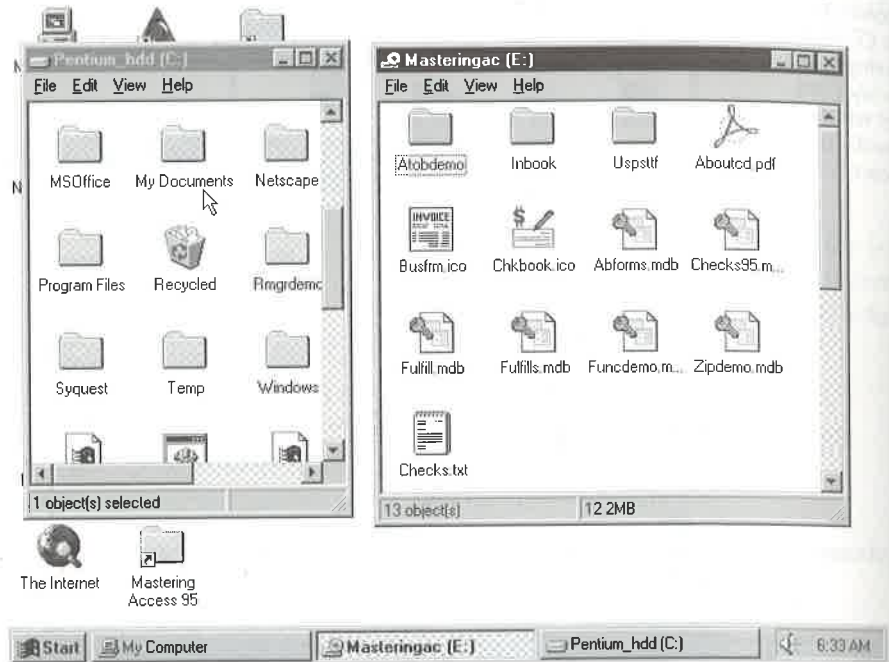 Pentium_hdd (C:)
File Edit View Help
MSOffice My Documents Netscape
Program Files Recycled Rmgrdemo
Syquest Temp Windows
1 object(s) selected
Masteringac (E:)
File Edit View Help
Atobdemo Inbook Uspsttf Aboutcd.pdf
INVOICE
Busfrm.ico Chkbook.ico Abforms.mdb Checks95.m...
Fulfill.mdb Fulfills.mdb Funcdemo.m... Zipdemo.mdb
Checks.txt
13 object(s) 12.2MB
The Internet Mastering
Access 95
Start My Computer Masteringac (E:) Pentium_hdd (C:) 6:33 AM